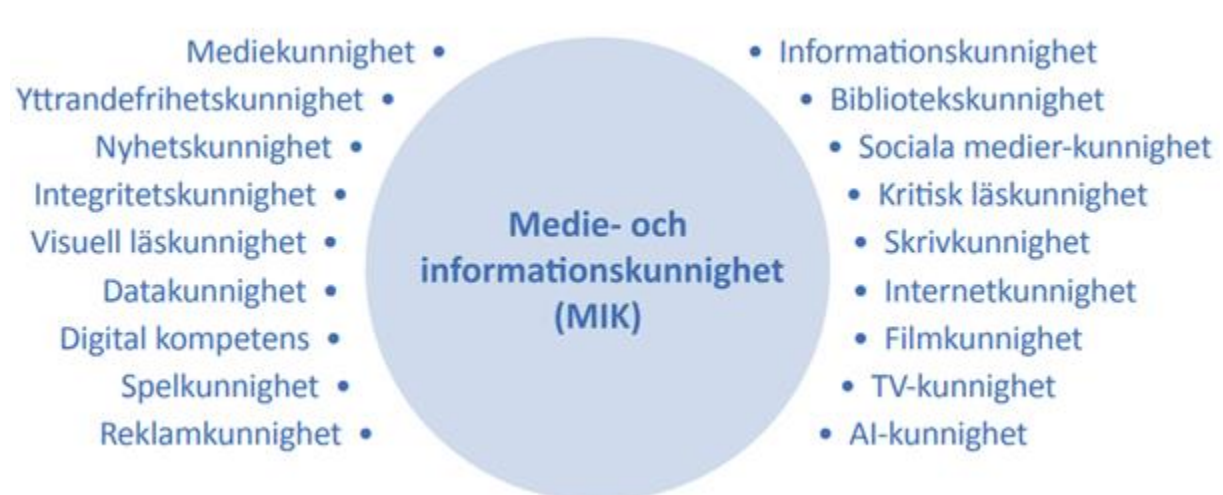 Mediekunnighet •
Yttrandefrihetskunnighet •
Nyhetskunnighet •
Integritetskunnighet •
Visuell läskunnighet •
Datakunnighet •
Digital kompetens •
Spelkunnighet •
Reklamkunnighet •
Medie- och
informationskunnighet
(MIK)
• Informationskunnighet
• Bibliotekskunnighet
• Sociala medier-kunnighet
• Kritisk läskunnighet
• Skrivkunnighet
• Internetkunnighet
• Filmkunnighet
• TV-kunnighet
• AI-kunnighet